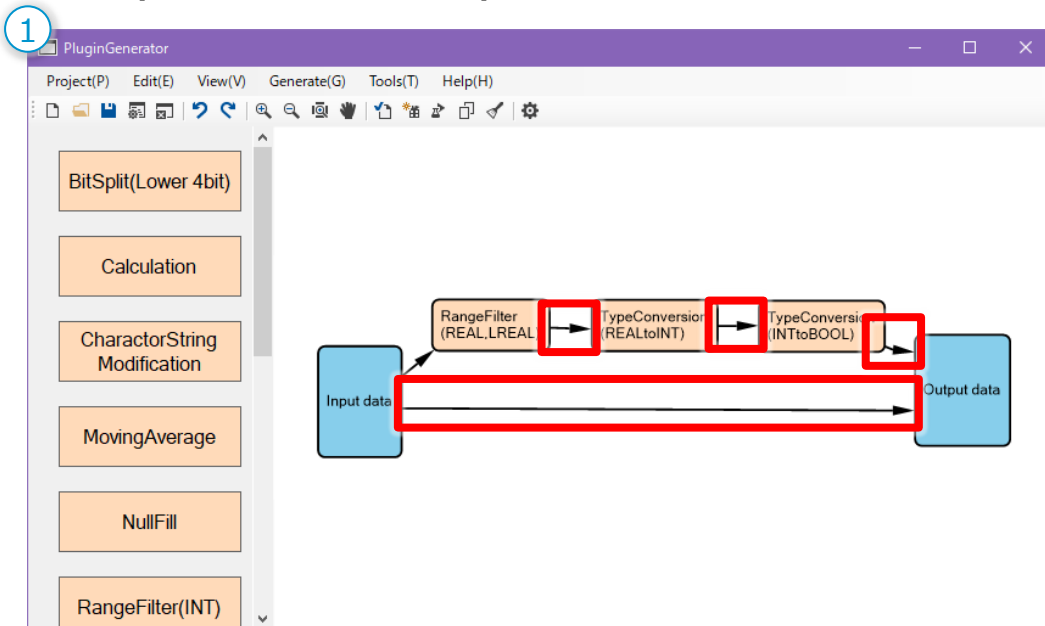 1
PluginGenerator
Project(P) Edit(E) View(V) Generate(G) Tools(T) Help(H)
BitSplit(Lower 4bit)
Calculation
CharactorString
Modification
MovingAverage
NullFill
RangeFilter(INT)
RangeFilter
(REAL,LREAL)
TypeConversion
(REALtoINT)
TypeConversio
(INTtoBOOL)
Input data
Output data